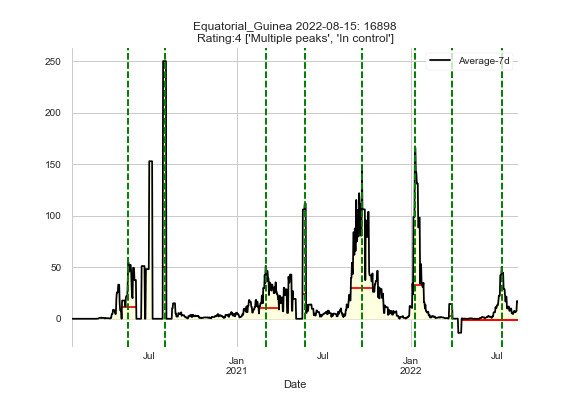 Equatorial_Guinea 2022-08-15: 16898
Rating:4 ['Multiple peaks', 'In control']
Average-7d
250
200
150
100
50
0
Jul
Jan
2021
Jul
Jan
2022
Jul
Date